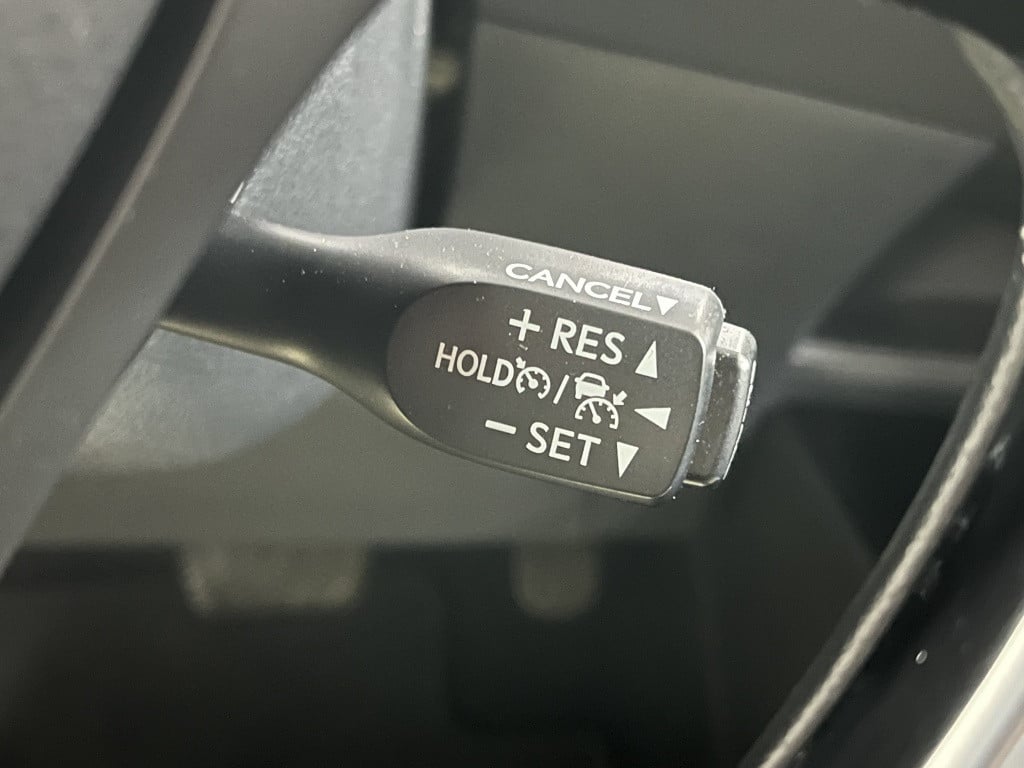 CANCEL▼
+ RES ▲
HOLD / ◀
− SET ▼